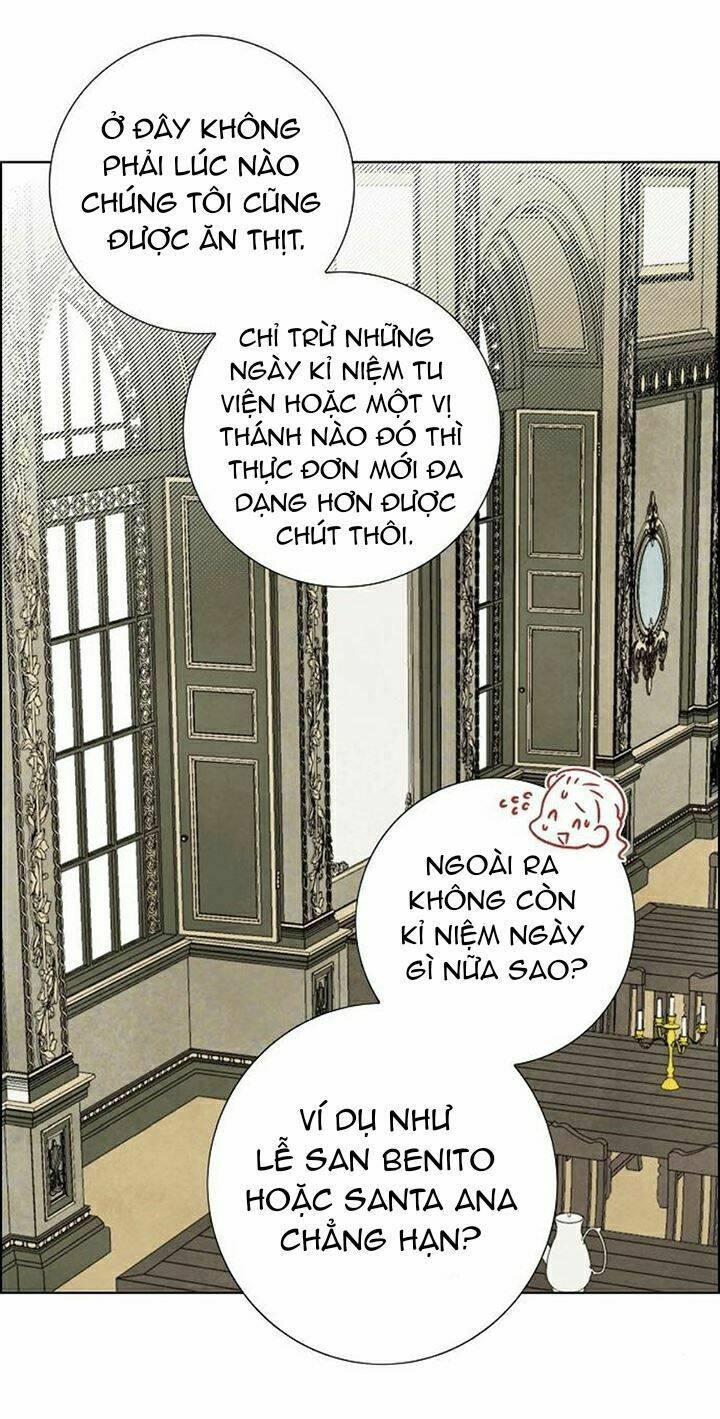 Ở ĐÂY KHÔNG
PHẢI LÚC NÀO
CHÚNG TÔI CŨNG
ĐƯỢC ĂN THỊT.
CHỈ TRỪ NHỮNG
NGÀY KỈ NIỆM TU
VIỆN HOẶC MỘT VỊ
THÁNH NÀO ĐÓ THÌ
THỰC ĐƠN MỚI ĐA
DẠNG HƠN ĐƯỢC
CHÚT THÔI.
NGOÀI RA
KHÔNG CÒN
KỈ NIỆM NGÀY
GÌ NỮA SAO?
VÍ DỤ NHƯ
LỄ SAN BENITO
HOẶC SANTA ANA
CHẲNG HẠN?